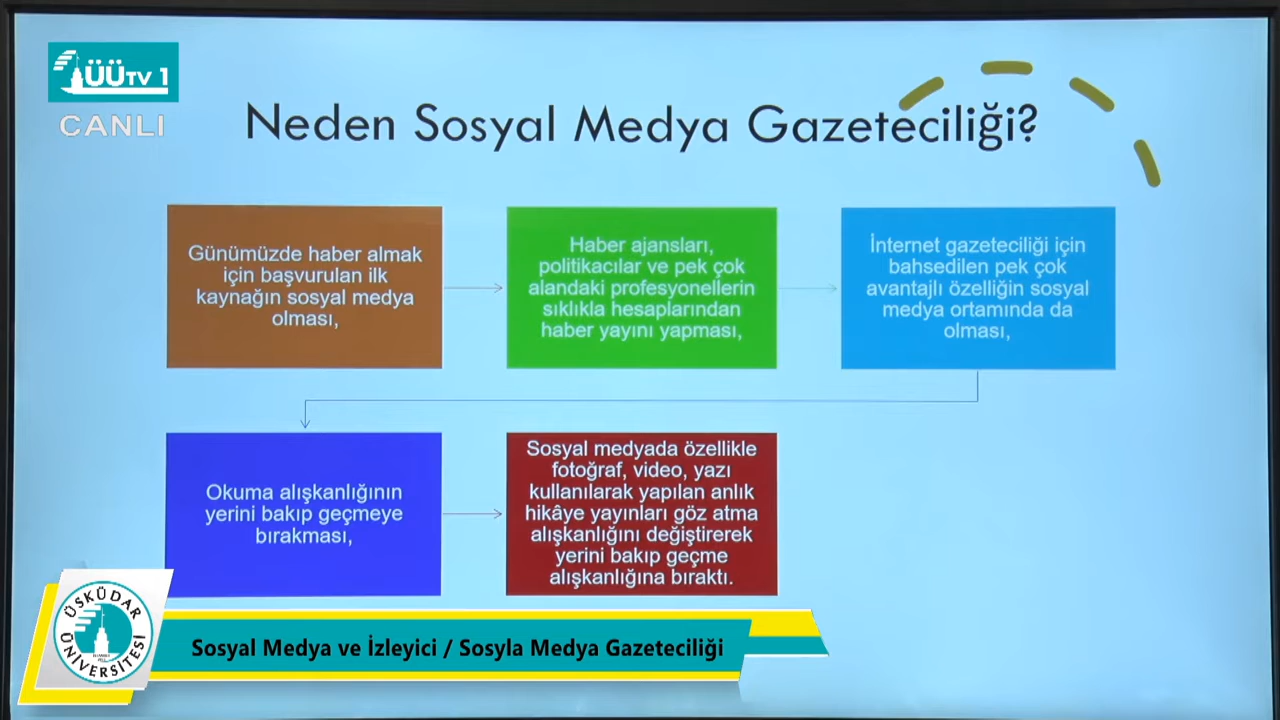 ÜÜTV 1
CANLI
Neden Sosyal Medya Gazeteciliği?
Günümüzde haber almak
için başvurulan ilk
kaynağın sosyal medya
olması,
Haber ajansları,
politikacılar ve pek çok
alandaki profesyonellerin
sıklıkla hesaplarından
haber yayını yapması,
İnternet gazeteciliği için
bahsedilen pek çok
avantajlı özelliğin sosyal
medya ortamında da
olması,
Okuma alışkanlığının
yerini bakıp geçmeye
bırakması,
Sosyal medyada özellikle
fotoğraf, video, yazı
kullanılarak yapılan anlık
hikâye yayınları göz atma
alışkanlığını değiştirerek
yerini bakıp geçme
alışkanlığına bıraktı.
ÜSKÜDAR
ÜNİVERSİTESİ
Sosyal Medya ve İzleyici / Sosyla Medya Gazeteciliği